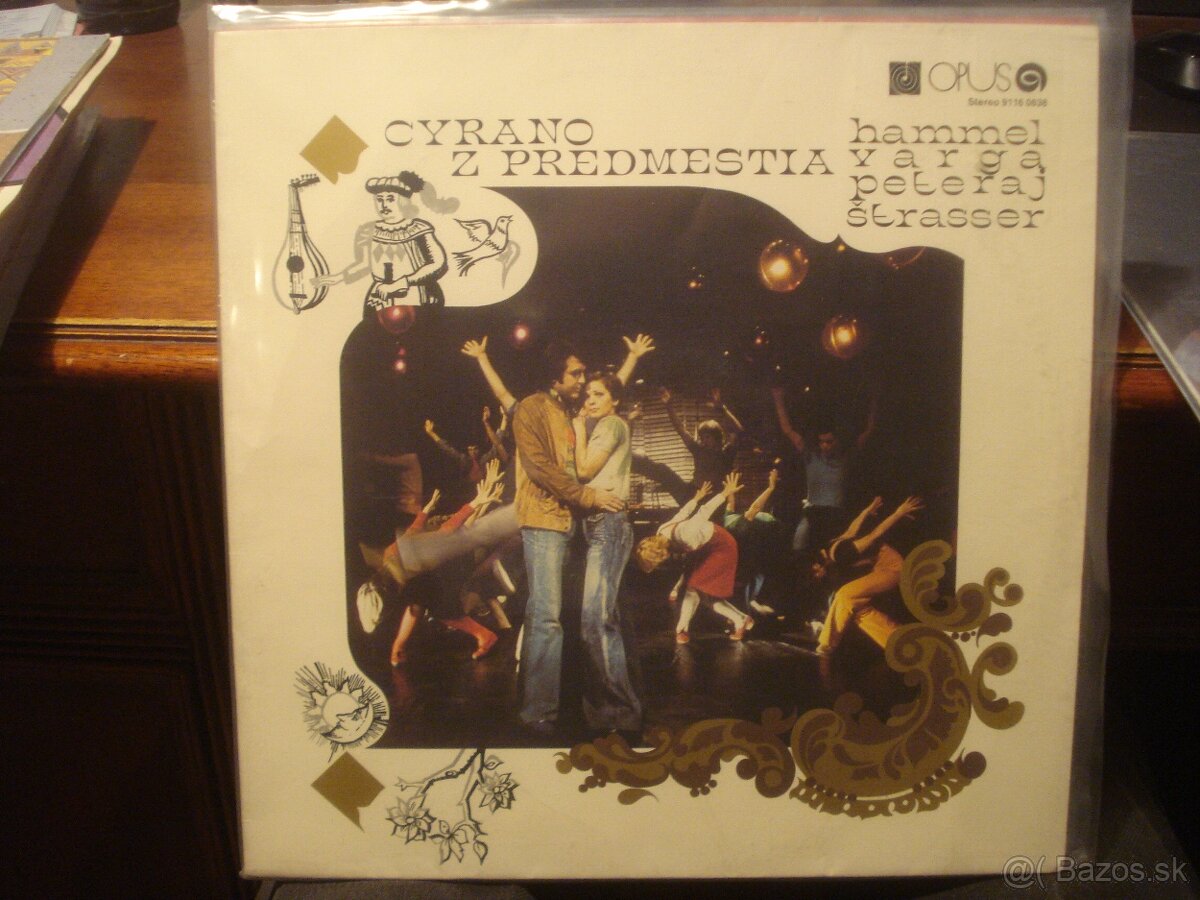 OPUS
Stereo 9116 0638
CYRANO
Z PREDMESTIA
hammel
varga
peteraj
štrasser
@( Bazos.sk